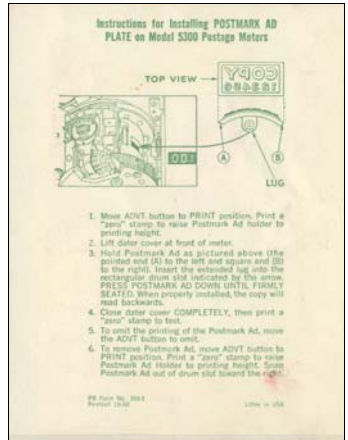 Instructions for Installing POSTMARK AD
PLATE on Model 5300 Postage Meters
TOP VIEW
COPY
003
A
B
LUG
1. Move ADVT button to PRINT position. Print a
"zero" stamp to raise Postmark Ad holder to
printing height.
2. Lift dater cover at front of meter.
3. Hold Postmark Ad as pictured above (the
pointed end (A) to the left and square end (B)
to the right). Insert the extended lug into the
rectangular drum slot indicated by the arrow.
PRESS POSTMARK AD DOWN UNTIL FIRMLY
SEATED. When properly installed, the copy will
read backwards.
4. Close dater cover COMPLETELY, then print a
"zero" stamp to test.
5. To omit the printing of the Postmark Ad, move
the ADVT button to omit.
6. To remove Postmark Ad, move ADVT button to
PRINT position. Print a "zero" stamp to raise
Postmark Ad Holder to printing height. Snap
Postmark Ad out of drum slot toward the right.
PB Form No.
Revised
Litho in USA